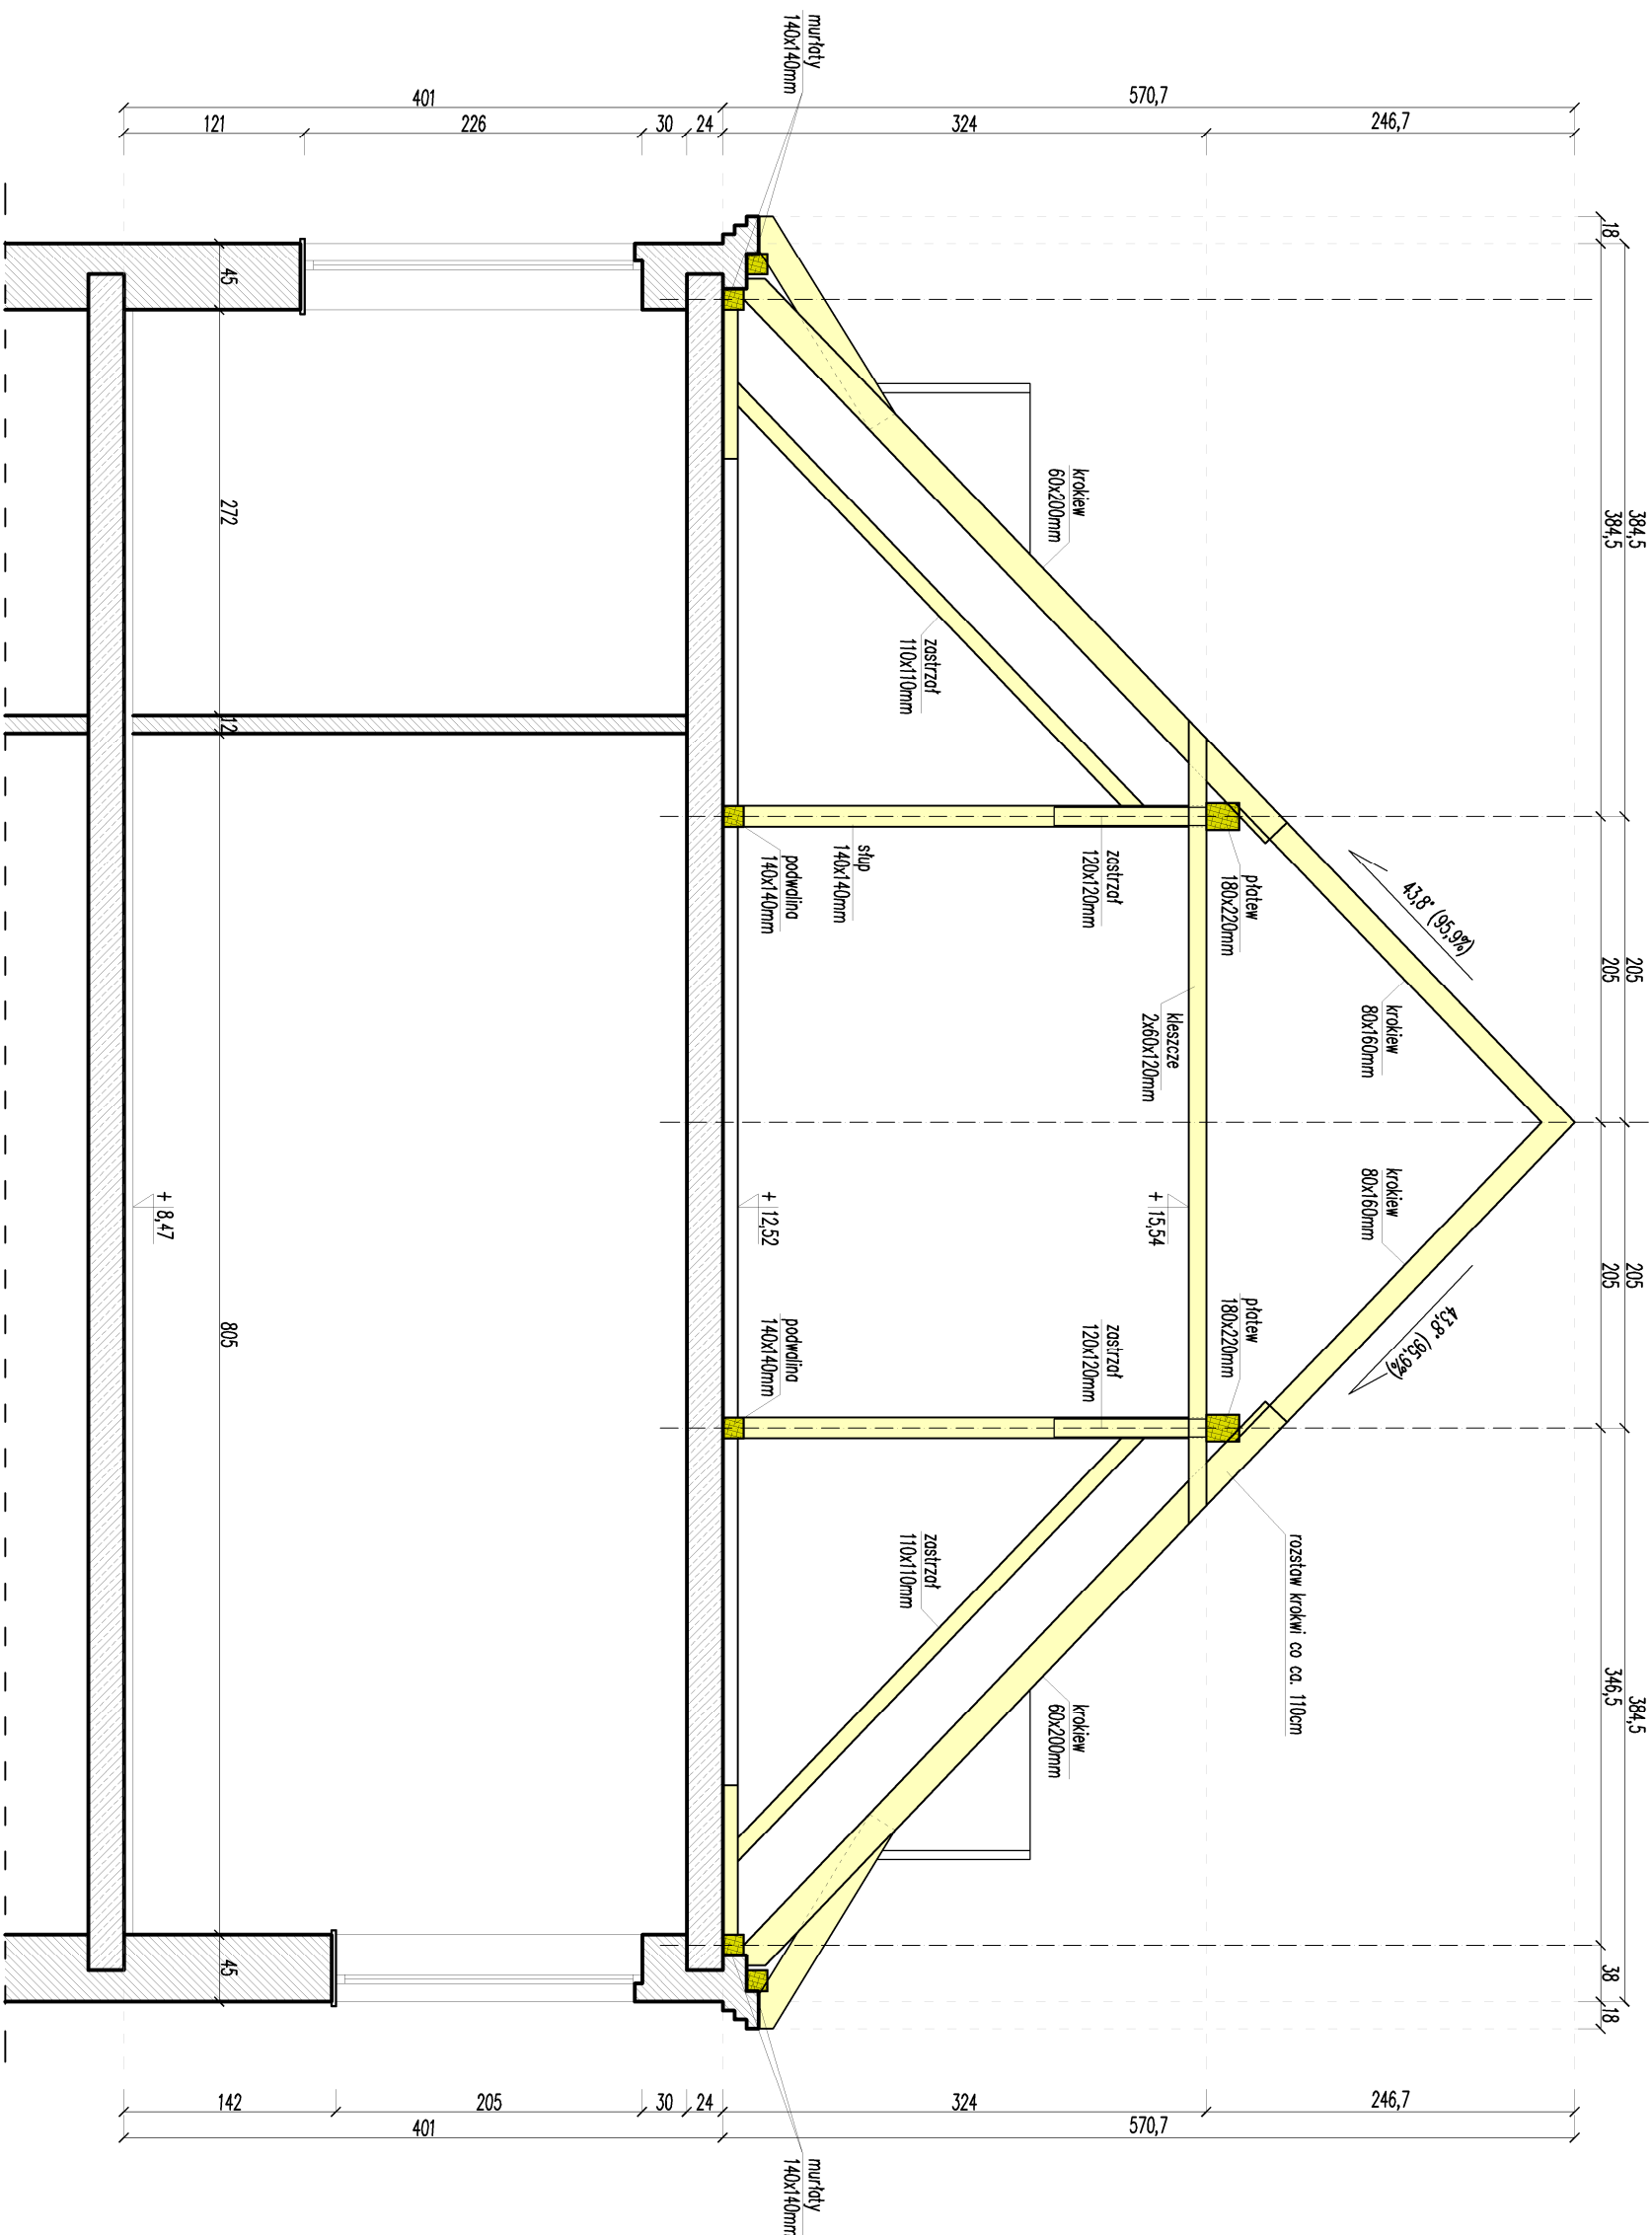 murłaty
140x140mm
401
121
226
30
24
570,7
324
246,7
18
384,5
384,5
205
205
205
205
384,5
346,5
38
18
krokiew
60x200mm
zastrzał
110x110mm
słup
140x140mm
podwalina
140x140mm
zastrzał
120x120mm
płatew
180x220mm
43,8° (95,9%)
krokiew
80x160mm
kleszcze
2x60x120mm
krokiew
80x160mm
43,8° (95,9%)
+ 15,54
+ 12,52
+ 8,47
płatew
180x220mm
zastrzał
120x120mm
podwalina
140x140mm
zastrzał
110x110mm
rozstaw krokwi co ca. 110cm
krokiew
60x200mm
45
272
12
805
45
142
205
30
24
401
324
246,7
570,7
murłaty
140x140mm